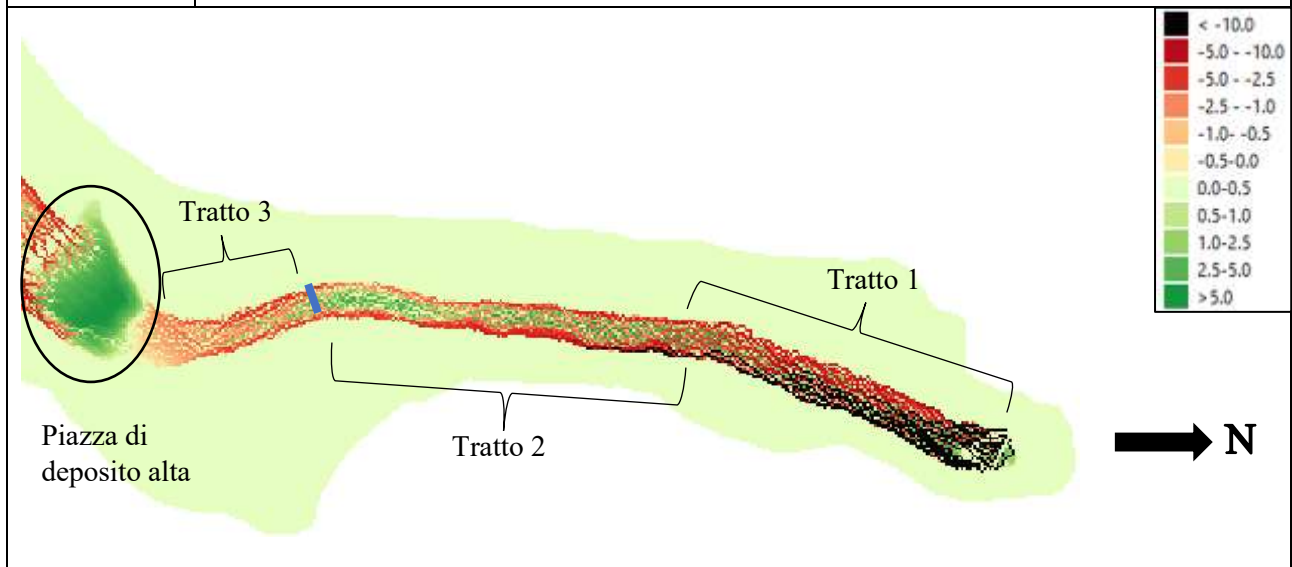 < -10.0
-5.0 - -10.0
-5.0 - -2.5
-2.5 - -1.0
-1.0- -0.5
-0.5-0.0
0.0-0.5
0.5-1.0
1.0-2.5
2.5-5.0
>5.0
Tratto 3
Tratto 1
Tratto 2
Piazza di
deposito alta
N